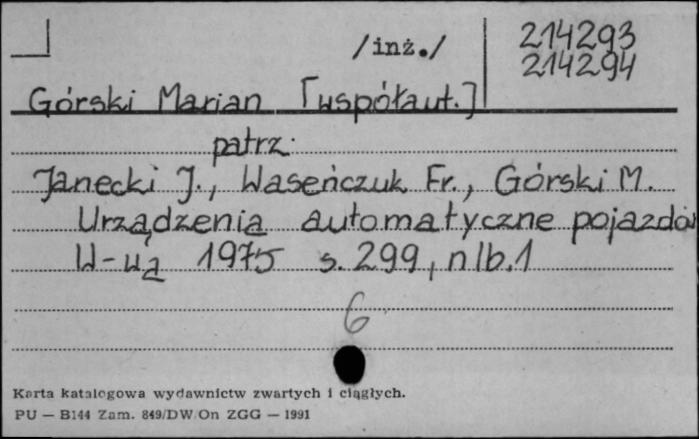 /inż./
214293
214294
Górski Marian [współaut.]
patrz:
Janecki J., Waseńczuk Fr., Górski M.
Urządzenia automatyczne pojazdów
W-wa 1975 s. 299, nlb. 1
6
Karta katalogowa wydawnictw zwartych i ciągłych.
PU — B144 Zam. 849/DW/On ZGG — 1991